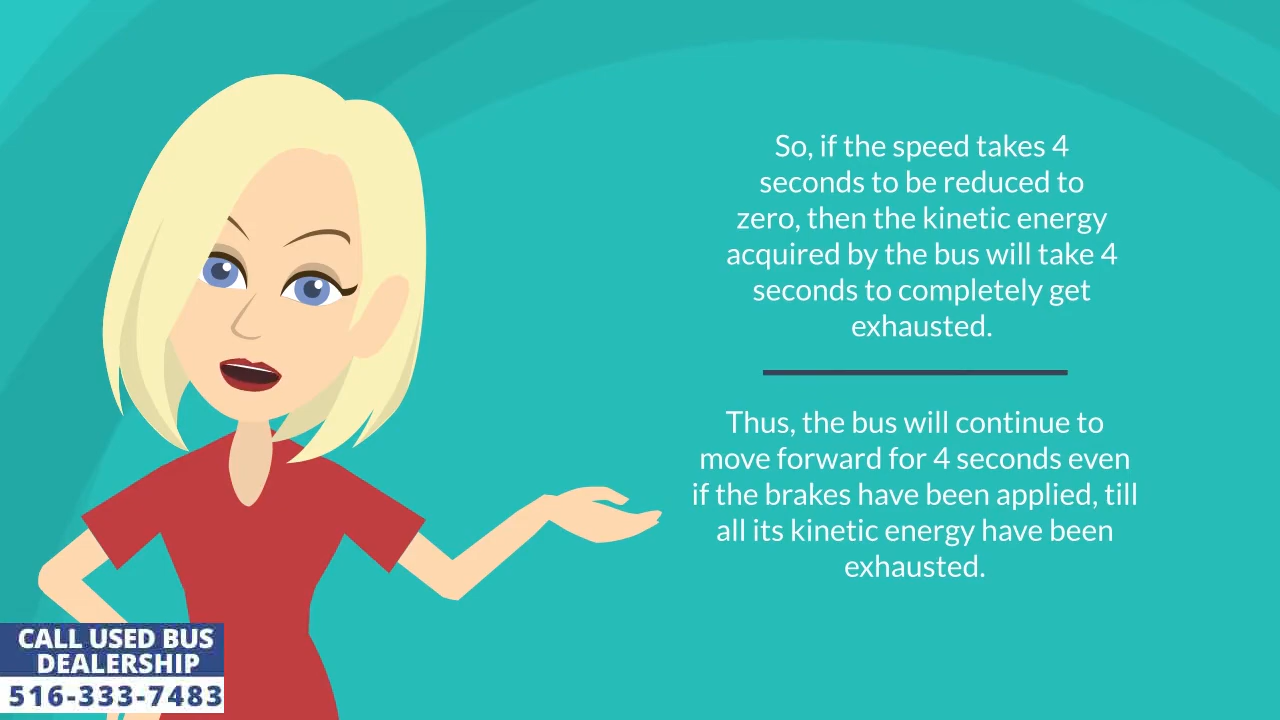 So, if the speed takes 4
seconds to be reduced to
zero, then the kinetic energy
acquired by the bus will take 4
seconds to completely get
exhausted.
Thus, the bus will continue to
move forward for 4 seconds even
if the brakes have been applied, till
all its kinetic energy have been
exhausted.
CALL USED BUS
DEALERSHIP
516-333-7483